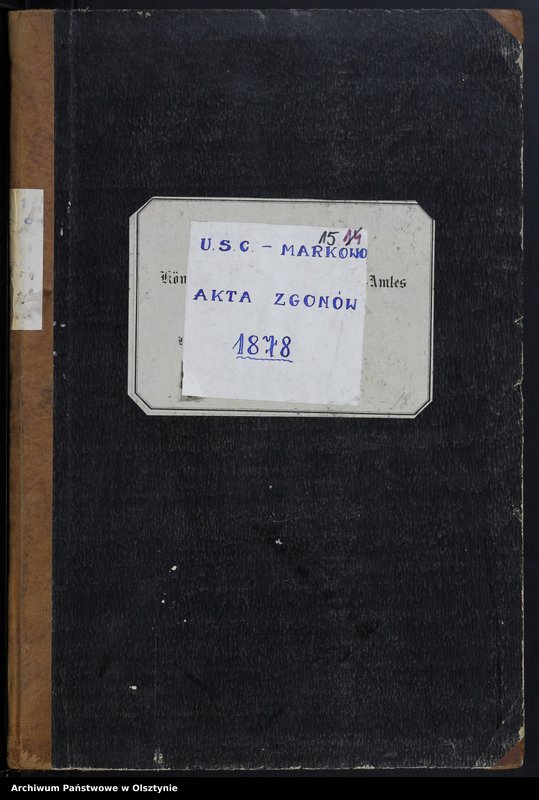 15 14
U.S.C. - MARKOWO
Kön Amtes
AKTA ZGONÓW
1878
Archiwum Państwowe w Olsztynie